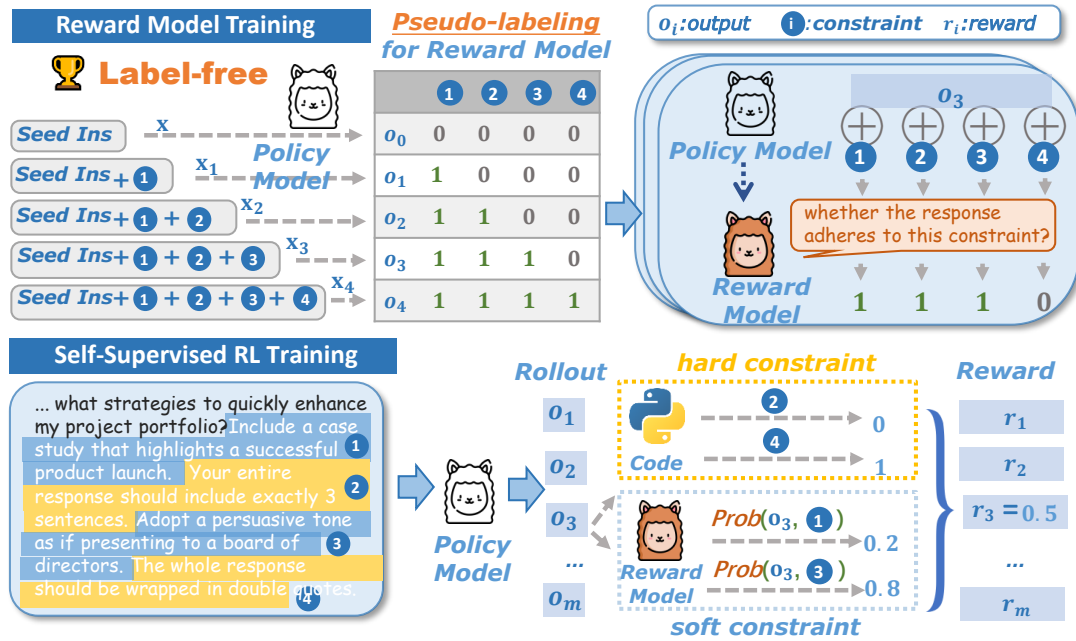 Reward Model Training
Label-free
Seed Ins
x
Seed Ins + 1
x1
Seed Ins + 1 + 2
x2
Seed Ins + 1 + 2 + 3
x3
Seed Ins + 1 + 2 + 3 + 4
x4
Policy
Model
Pseudo-labeling
for Reward Model
1 2 3 4
o0 0 0 0 0
o1 1 0 0 0
o2 1 1 0 0
o3 1 1 1 0
o4 1 1 1 1
oi:output i:constraint ri:reward
Policy Model
Reward
Model
o3
1 2 3 4
whether the response
adheres to this constraint?
1 1 1 0
Self-Supervised RL Training
... what strategies to quickly enhance
my project portfolio? Include a case
study that highlights a successful 1
product launch. Your entire
response should include exactly 3 2
sentences. Adopt a persuasive tone
as if presenting to a board of 3
directors. The whole response
should be wrapped in double quotes.
4
Policy
Model
Rollout
o1
o2
o3
...
om
hard constraint
Code
2
0
4
1
Reward
Model
Prob(o3, 1)
0.2
Prob(o3, 3)
0.8
soft constraint
Reward
r1
r2
r3 = 0.5
...
rm